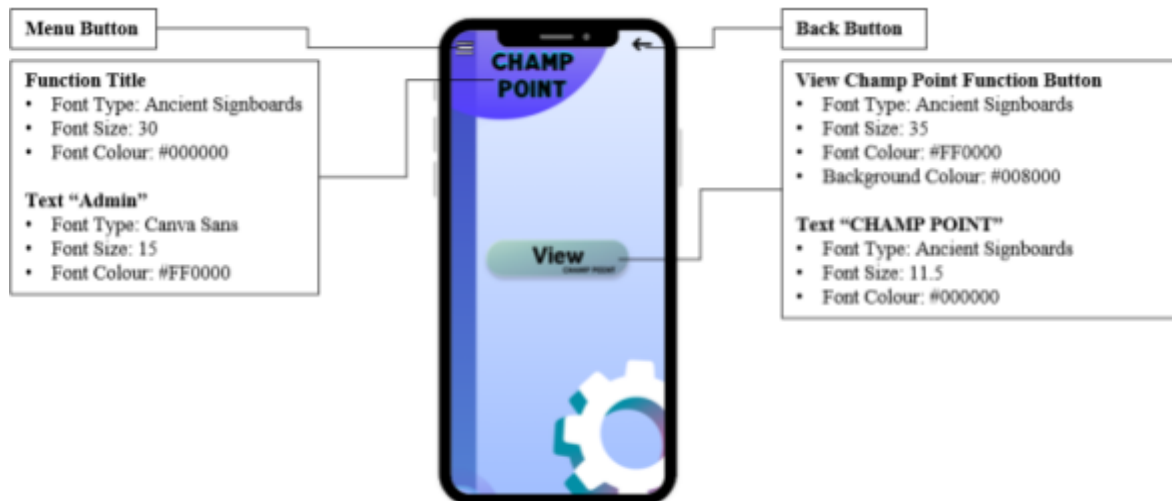 Menu Button
Function Title
• Font Type: Ancient Signboards
• Font Size: 30
• Font Colour: #000000
Text “Admin”
• Font Type: Canva Sans
• Font Size: 15
• Font Colour: #FF0000
CHAMP
POINT
View
CHAMP POINT
Back Button
View Champ Point Function Button
• Font Type: Ancient Signboards
• Font Size: 35
• Font Colour: #FF0000
• Background Colour: #008000
Text “CHAMP POINT”
• Font Type: Ancient Signboards
• Font Size: 11.5
• Font Colour: #000000